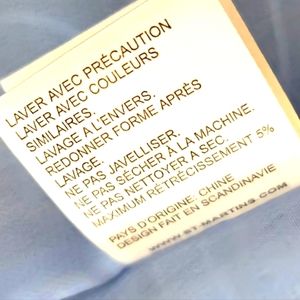 LAVER AVEC PRÉCAUTION
LAVER AVEC COULEURS
SIMILAIRES.
LAVAGE A L'ENVERS.
REDONNER FORME APRÈS
LAVAGE.
NE PAS JAVELLISER.
NE PAS SÉCHER À LA MACHINE.
NE PAS NETTOYER A SEC.
MAXIMUM RÉTRÉCISSEMENT 5%
PAYS D'ORIGINE, CHINE
DESIGN FAIT EN SCANDINAVIE
WWW.ST-MARTINS.COM